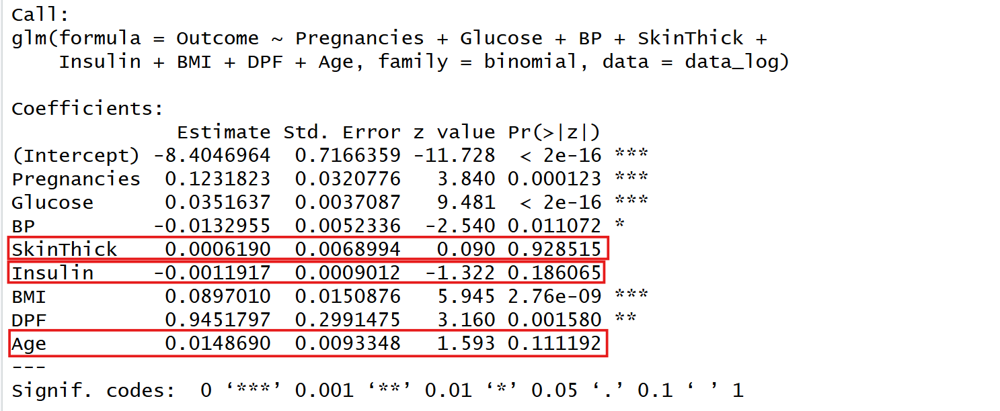 Call:
glm(formula = Outcome ~ Pregnancies + Glucose + BP + SkinThick +
    Insulin + BMI + DPF + Age, family = binomial, data = data_log)
Coefficients:
              Estimate Std. Error z value Pr(>|z|)
(Intercept) -8.4046964  0.7166359 -11.728  < 2e-16 ***
Pregnancies  0.1231823  0.0320776   3.840 0.000123 ***
Glucose      0.0351637  0.0037087   9.481  < 2e-16 ***
BP          -0.0132955  0.0052336  -2.540 0.011072 *
SkinThick    0.0006190  0.0068994   0.090 0.928515
Insulin     -0.0011917  0.0009012  -1.322 0.186065
BMI          0.0897010  0.0150876   5.945 2.76e-09 ***
DPF          0.9451797  0.2991475   3.160 0.001580 **
Age          0.0148690  0.0093348   1.593 0.111192
---
Signif. codes:  0 ‘***’ 0.001 ‘**’ 0.01 ‘*’ 0.05 ‘.’ 0.1 ‘ ’ 1